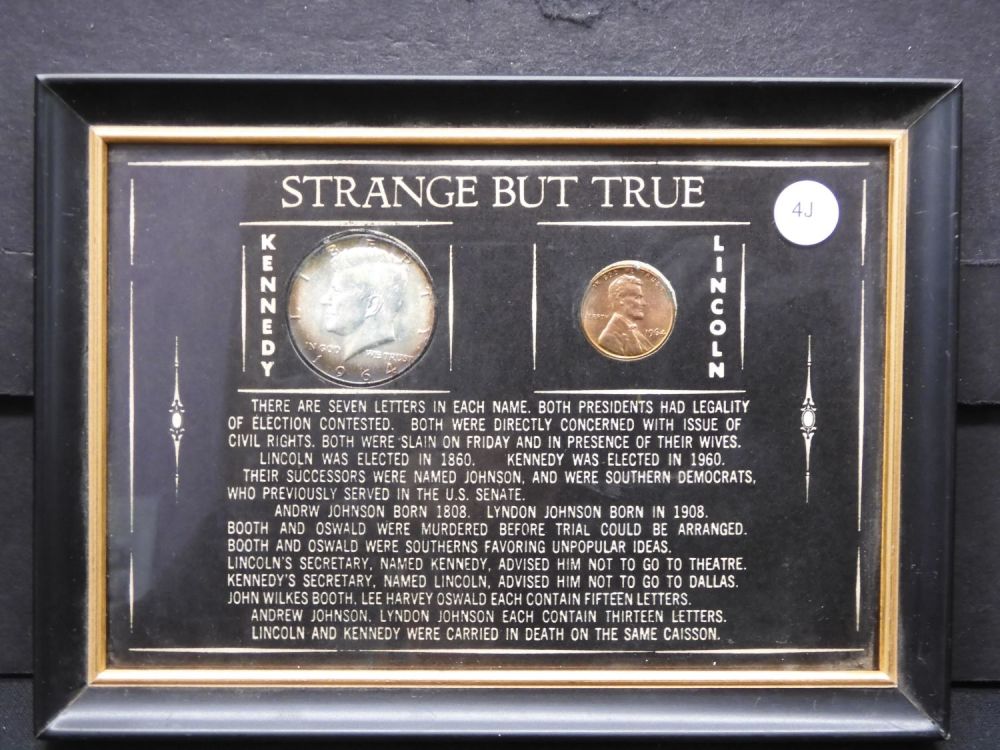 STRANGE BUT TRUE
4J
KENNEDY
LIBERTY
IN GOD WE TRUST
1964
LIBERTY
1964
LINCOLN
THERE ARE SEVEN LETTERS IN EACH NAME. BOTH PRESIDENTS HAD LEGALITY
OF ELECTION CONTESTED. BOTH WERE DIRECTLY CONCERNED WITH ISSUE OF
CIVIL RIGHTS. BOTH WERE SLAIN ON FRIDAY AND IN PRESENCE OF THEIR WIVES.
LINCOLN WAS ELECTED IN 1860. KENNEDY WAS ELECTED IN 1960.
THEIR SUCCESSORS WERE NAMED JOHNSON, AND WERE SOUTHERN DEMOCRATS,
WHO PREVIOUSLY SERVED IN THE U.S. SENATE.
ANDRW JOHNSON BORN 1808. LYNDON JOHNSON BORN IN 1908.
BOOTH AND OSWALD WERE MURDERED BEFORE TRIAL COULD BE ARRANGED.
BOOTH AND OSWALD WERE SOUTHERNS FAVORING UNPOPULAR IDEAS.
LINCOLN'S SECRETARY, NAMED KENNEDY, ADVISED HIM NOT TO GO TO THEATRE.
KENNEDY'S SECRETARY, NAMED LINCOLN, ADVISED HIM NOT TO GO TO DALLAS.
JOHN WILKES BOOTH, LEE HARVEY OSWALD EACH CONTAIN FIFTEEN LETTERS.
ANDREW JOHNSON. LYNDON JOHNSON EACH CONTAIN THIRTEEN LETTERS.
LINCOLN AND KENNEDY WERE CARRIED IN DEATH ON THE SAME CAISSON.